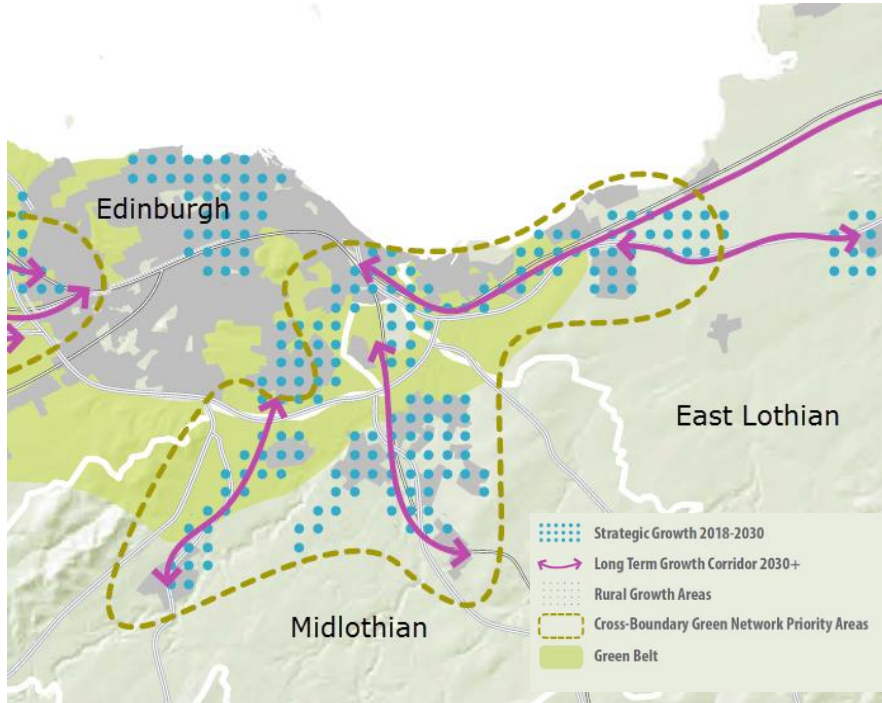 Edinburgh
East Lothian
Midlothian
Strategic Growth 2018-2030
Long Term Growth Corridor 2030+
Rural Growth Areas
Cross-Boundary Green Network Priority Areas
Green Belt